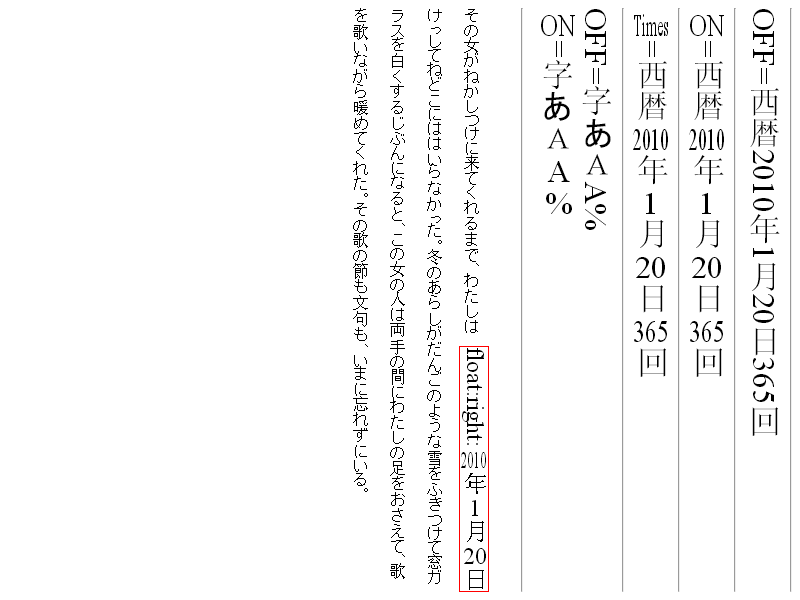 OFF=西暦2010年1月20日365回
ON=西暦2010年1月20日365回
Times=西暦2010年1月20日365回
OFF=字あAA%
ON=字あAA%
その女がねかしつけに来てくれるまで、わたしは
float:right: 2010年1月20日
けっしてねどこにははいらなかった。冬のあらしがだんごのような雪をふきつけて窓ガ
ラスを白くするじぶんになると、この女の人は両手の間にわたしの足をおさえて、歌
を歌いながら暖めてくれた。その歌の節も文句も、いまに忘れずにいる。